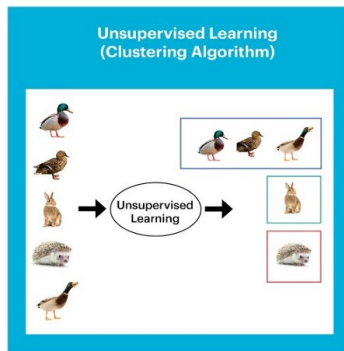 Unsupervised Learning
(Clustering Algorithm)
Unsupervised
Learning